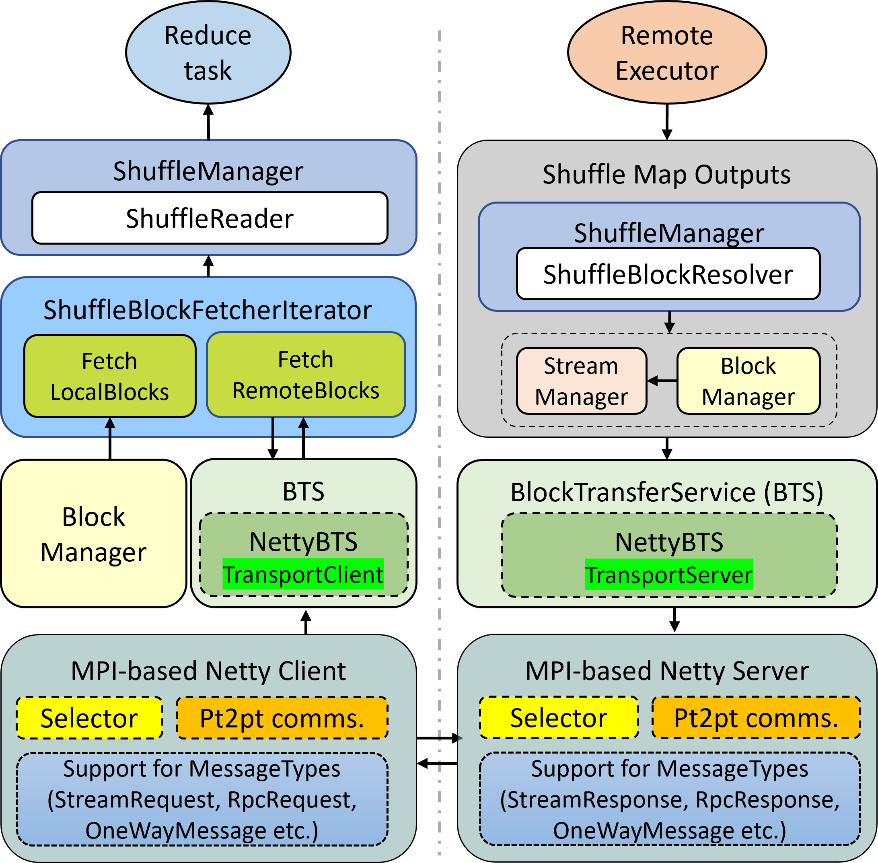 Reduce
task
ShuffleManager
ShuffleReader
ShuffleBlockFetcherIterator
Fetch
LocalBlocks
Fetch
RemoteBlocks
Block
Manager
BTS
NettyBTS
TransportClient
MPI-based Netty Client
Selector
Pt2pt comms.
Support for MessageTypes
(StreamRequest, RpcRequest,
OneWayMessage etc.)
Remote
Executor
Shuffle Map Outputs
ShuffleManager
ShuffleBlockResolver
Stream
Manager
Block
Manager
BlockTransferService (BTS)
NettyBTS
TransportServer
MPI-based Netty Server
Selector
Pt2pt comms.
Support for MessageTypes
(StreamResponse, RpcResponse,
OneWayMessage etc.)